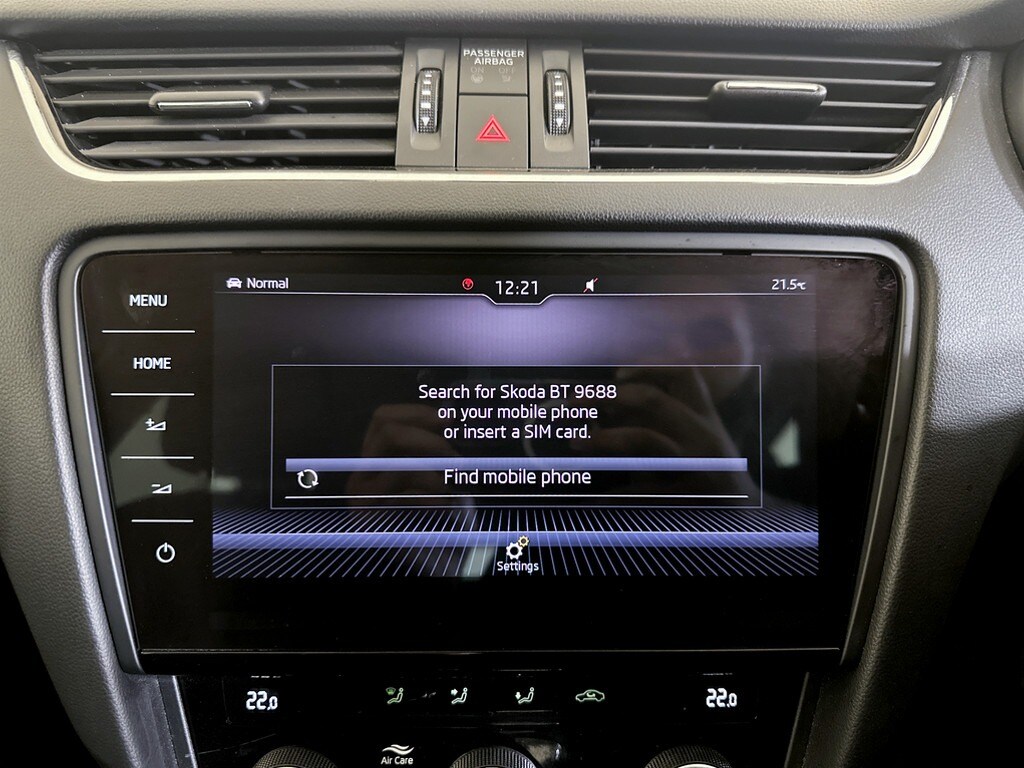 PASSENGER
AIRBAG
ON OFF
Normal 12:21 21.5°C
MENU
HOME
Search for Skoda BT 9688
on your mobile phone
or insert a SIM card.
Find mobile phone
Settings
22.0 22.0
Air Care